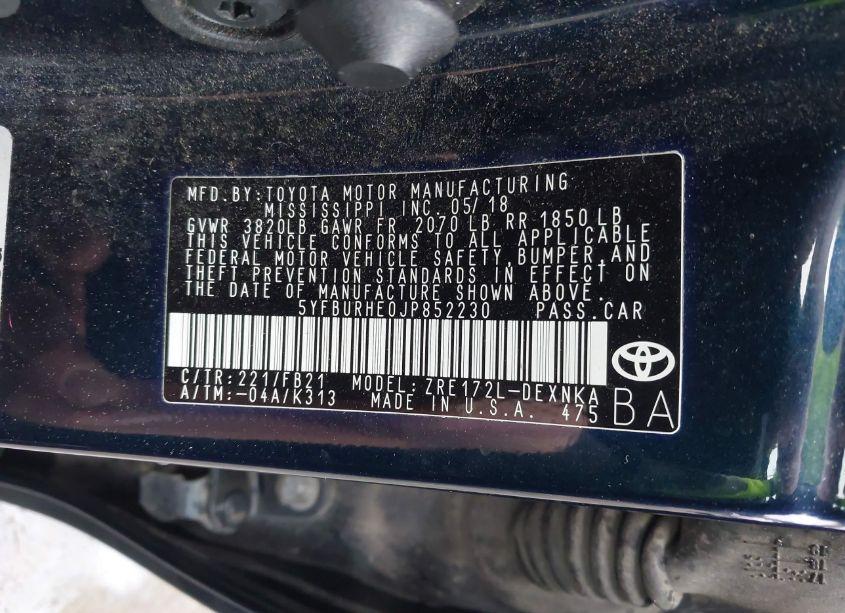 MFD. BY: TOYOTA MOTOR MANUFACTURING
MISSISSIPPI INC. 05/18
GVWR 3820LB GAWR FR. 2070 LB RR 1850 LB
THIS VEHICLE CONFORMS TO ALL APPLICABLE
FEDERAL MOTOR VEHICLE SAFETY, BUMPER, AND
THEFT PREVENTION STANDARDS IN EFFECT ON
THE DATE OF MANUFACTURE SHOWN ABOVE.
5YFBURHE0JP852230 PASS. CAR
C/TR: 221/FB21 MODEL: ZRE172L-DEXNKA
A/TM: -04A/K313 MADE IN U.S.A. 475
BA